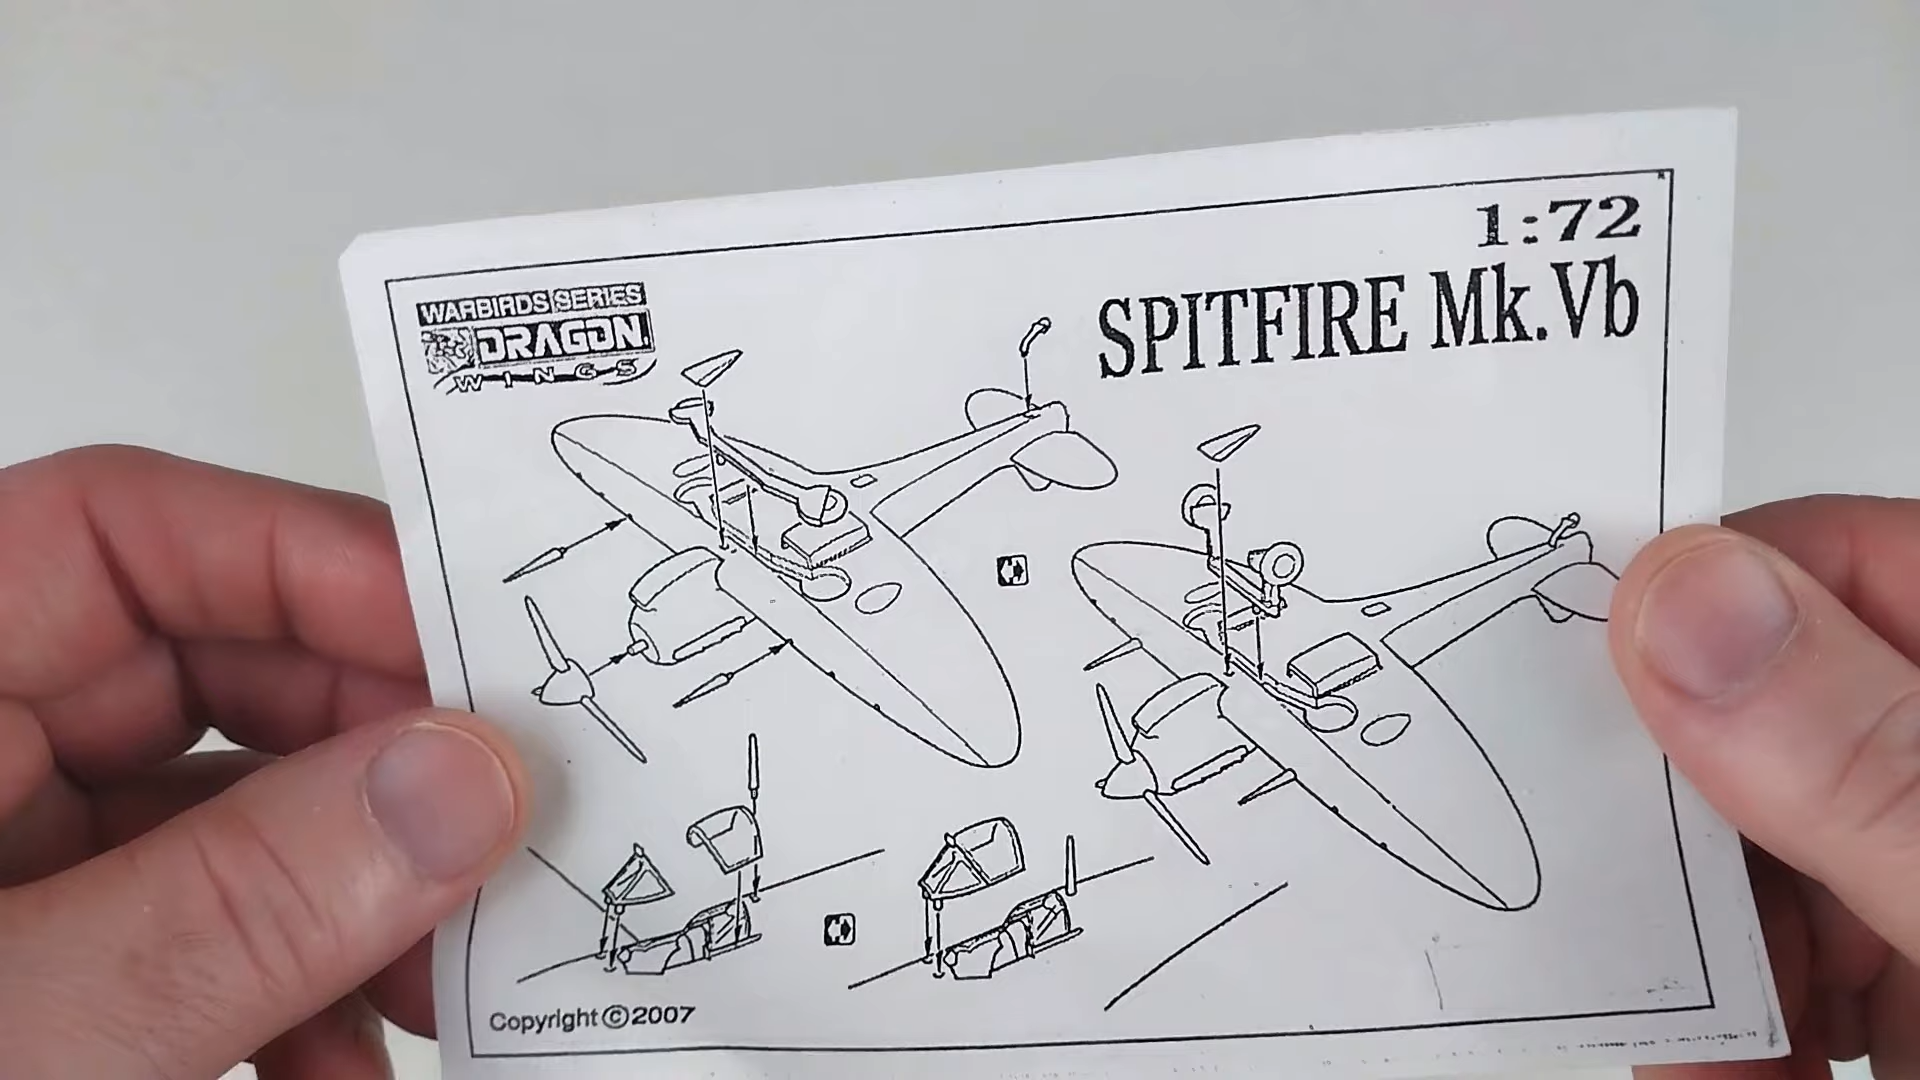 WARBIRDS SERIES
DRAGON
WINGS
1:72
SPITFIRE Mk.Vb
Copyright ©2007